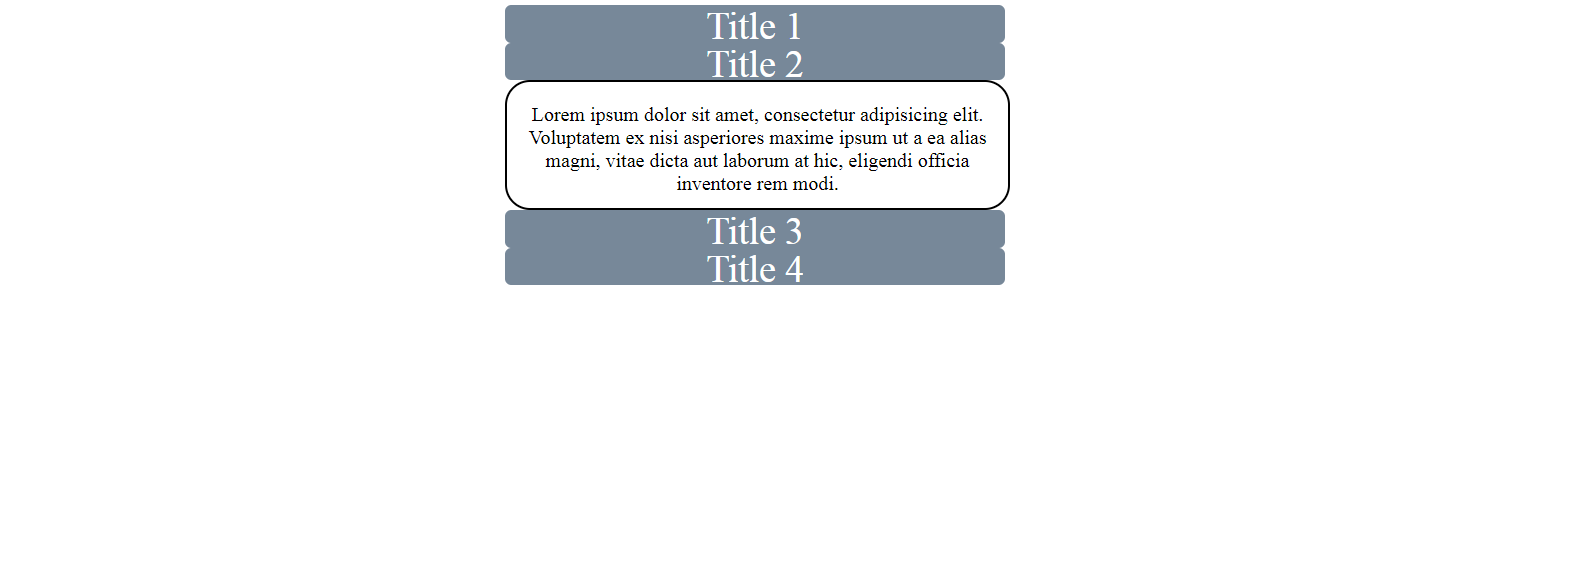 Title 1
Title 2
Lorem ipsum dolor sit amet, consectetur adipisicing elit.
Voluptatem ex nisi asperiores maxime ipsum ut a ea alias
magni, vitae dicta aut laborum at hic, eligendi officia
inventore rem modi.
Title 3
Title 4